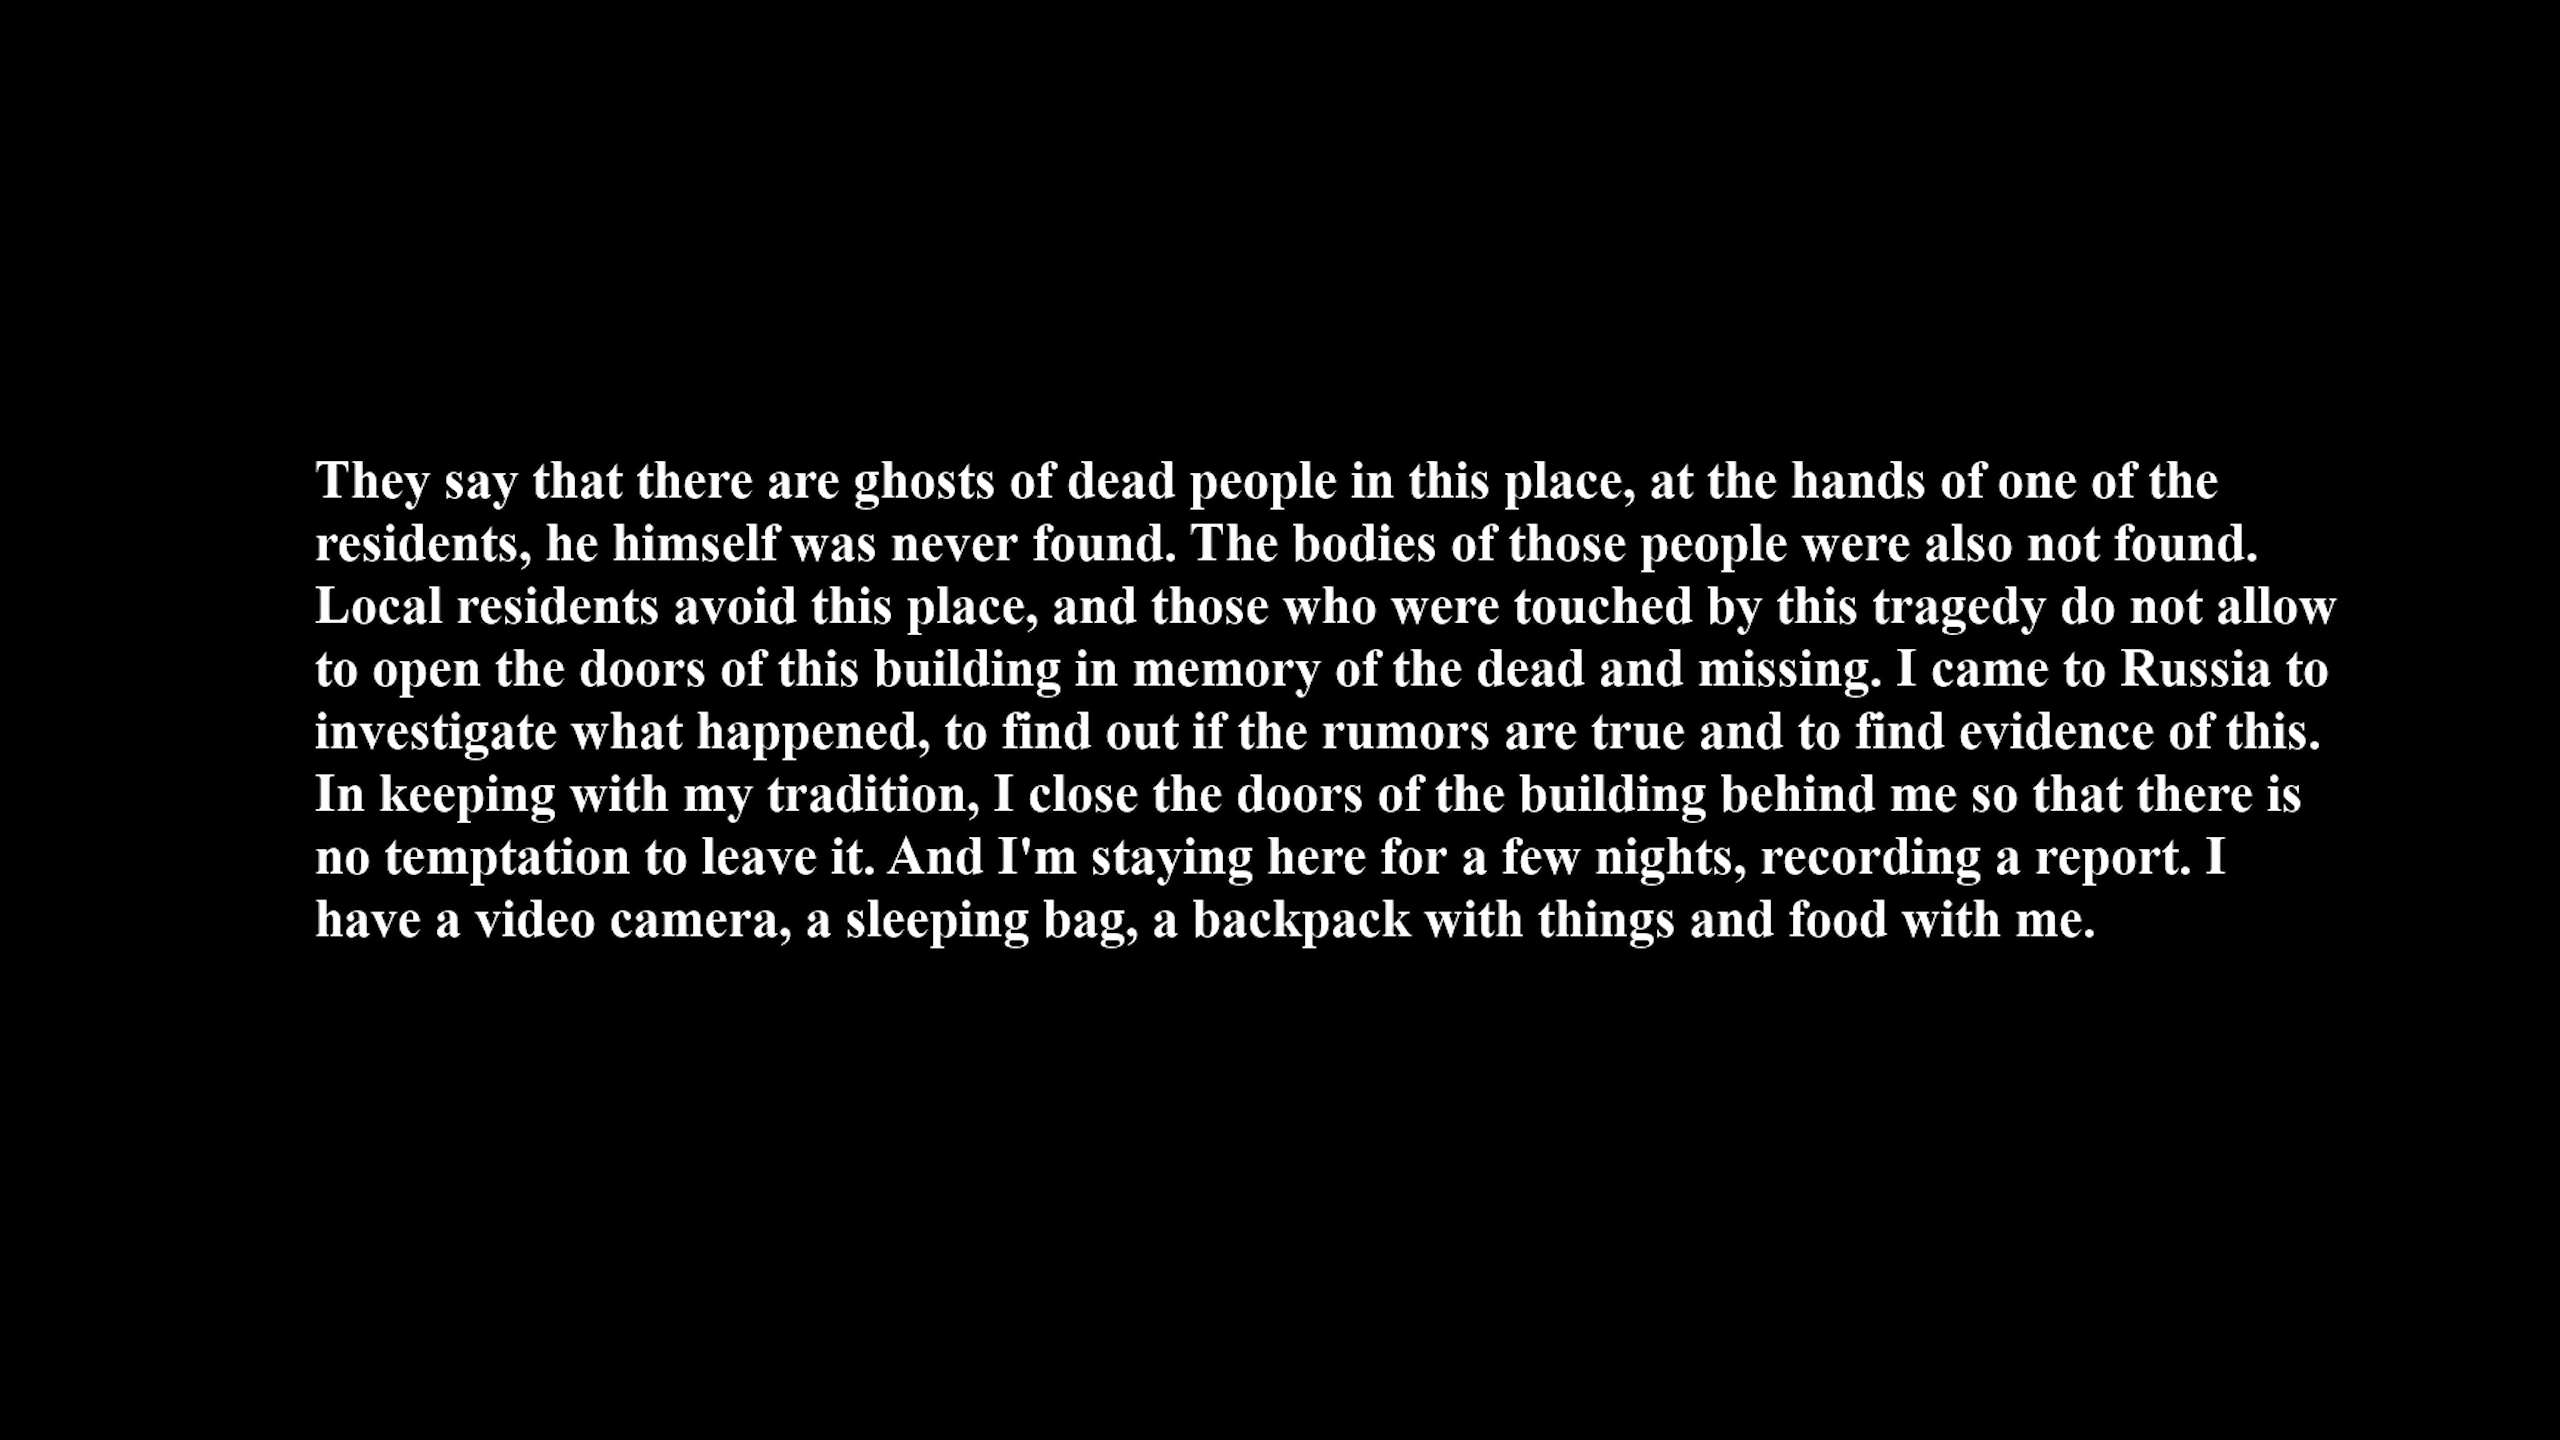 They say that there are ghosts of dead people in this place, at the hands of one of the
residents, he himself was never found. The bodies of those people were also not found.
Local residents avoid this place, and those who were touched by this tragedy do not allow
to open the doors of this building in memory of the dead and missing. I came to Russia to
investigate what happened, to find out if the rumors are true and to find evidence of this.
In keeping with my tradition, I close the doors of the building behind me so that there is
no temptation to leave it. And I'm staying here for a few nights, recording a report. I
have a video camera, a sleeping bag, a backpack with things and food with me.